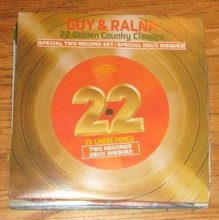 GUY & RALNA
22 Golden Country Classics
SPECIAL TWO RECORD SET/SPECIAL DEUX DISQUES
22
22 GREAT SONGS
TWO RECORDS
DEUX DISQUES